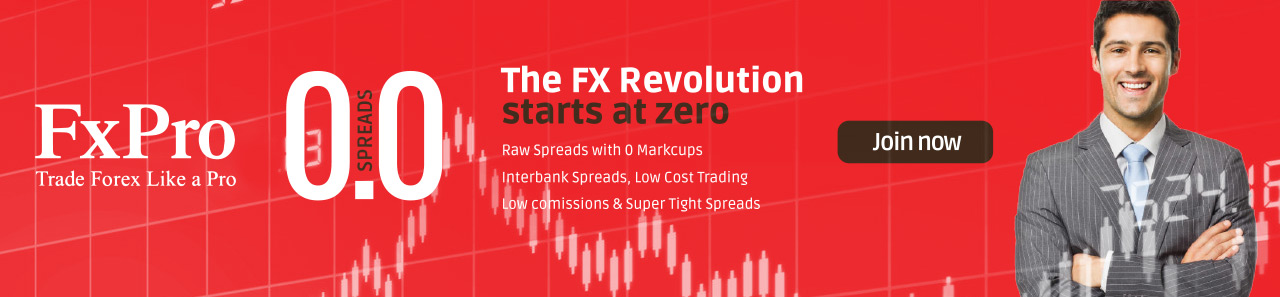 FxPro
Trade Forex Like a Pro
0.0
SPREADS
The FX Revolution
starts at zero
Raw Spreads with 0 Markcups
Interbank Spreads, Low Cost Trading
Low comissions & Super Tight Spreads
Join now